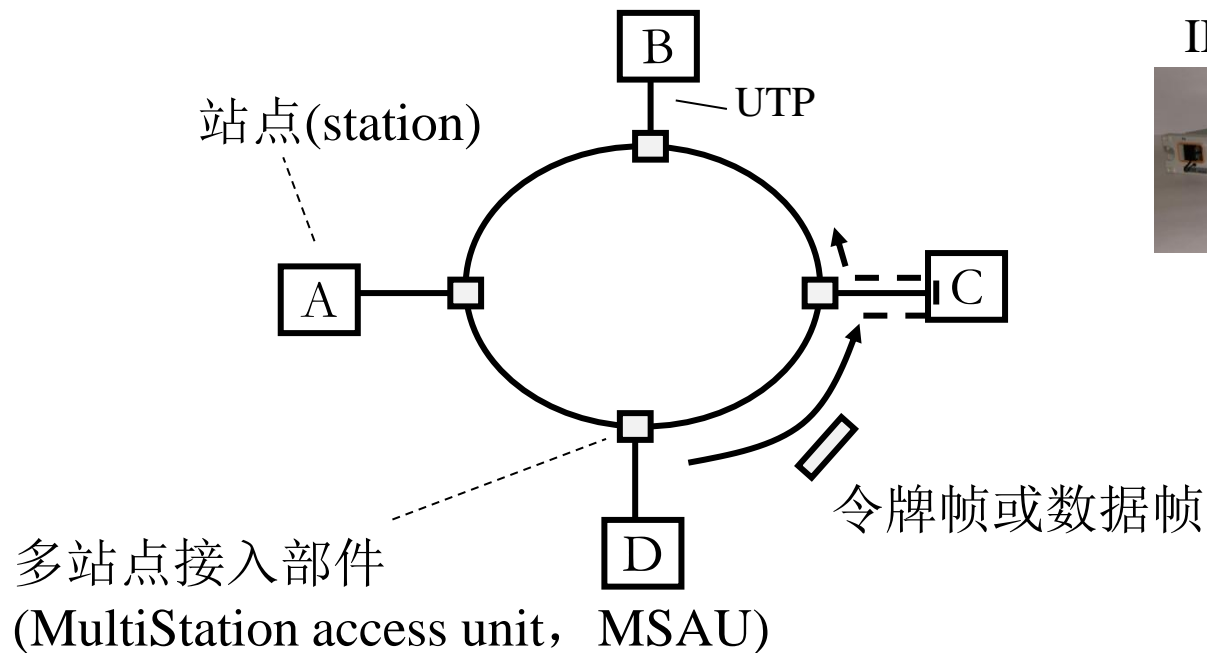 B
UTP
站点(station)
A
C
D
令牌帧或数据帧
多站点接入部件
(MultiStation access unit，MSAU)